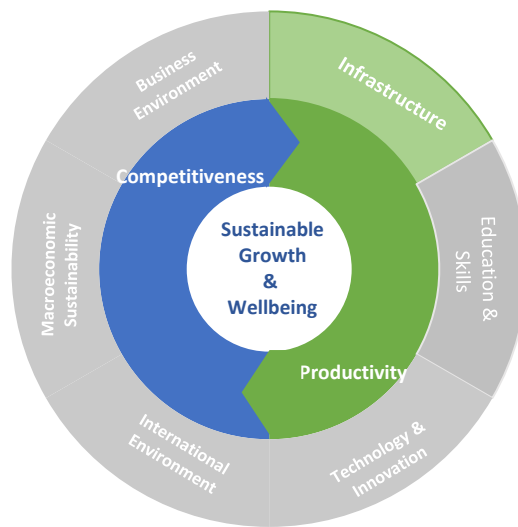 Business
Environment
Infrastructure
Competitiveness
Macroeconomic
Sustainability
Sustainable
Growth
&
Wellbeing
Education &
Skills
Productivity
International
Environment
Technology &
Innovation